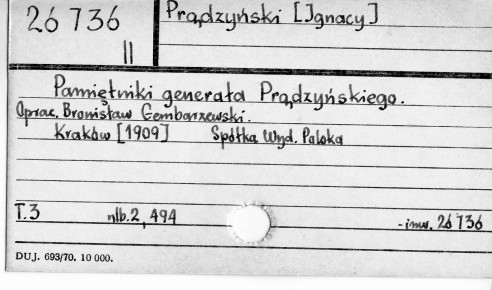 26736
II
Prądzyński [Ignacy]
Pamiętniki generała Prądzyńskiego.
Oprac. Bronisław Gembarzewski.
Kraków [1909] Spółka Wyd. Polska
T.3 nlb. 2, 494 - inw. 26736
DUJ. 693/70. 10 000.